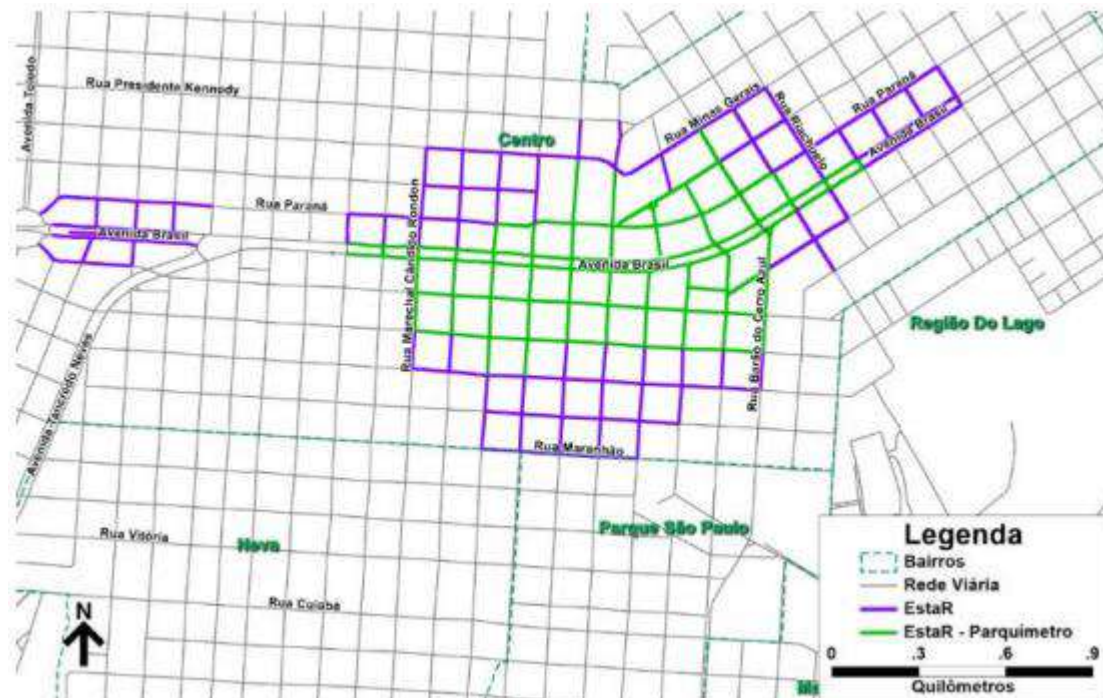 Rua Presidente Kennedy
Avenida Toledo
Centro
Rua Minas Gerais
Rua Riachuelo
Rua Paraná
Avenida Brasil
Rua Paraná
Avenida Brasil
Rua Marechal Cândido Rondon
Avenida Brasil
Rua Barão do Cerro Azul
Região Do Lago
Avenida Tancredo Neves
Rua Maranhão
Parque São Paulo
Rua Vitória
Neva
Rua Cuiabá
N
Legenda
Bairros
Rede Viária
EstaR
EstaR - Parquímetro
0 .3 .6 .9
Quilômetros